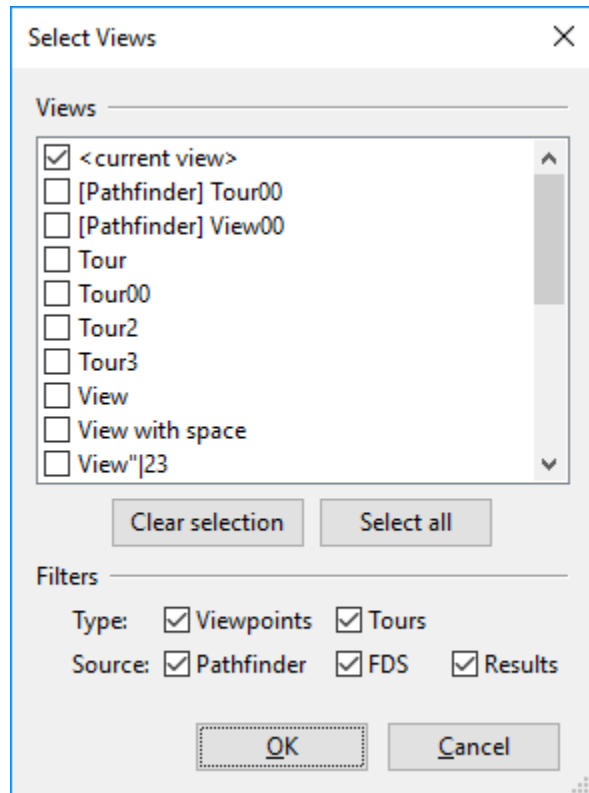 Select Views
Views
<current view>
[Pathfinder] Tour00
[Pathfinder] View00
Tour
Tour00
Tour2
Tour3
View
View with space
View"|23
Clear selection Select all
Filters
Type: Viewpoints Tours
Source: Pathfinder FDS Results
OK Cancel